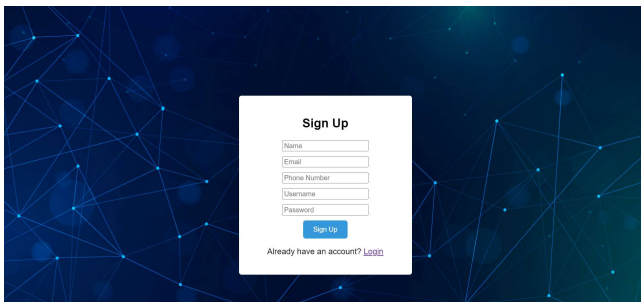 Sign Up
Name
Email
Phone Number
Username
Password
Sign Up
Already have an account? Login